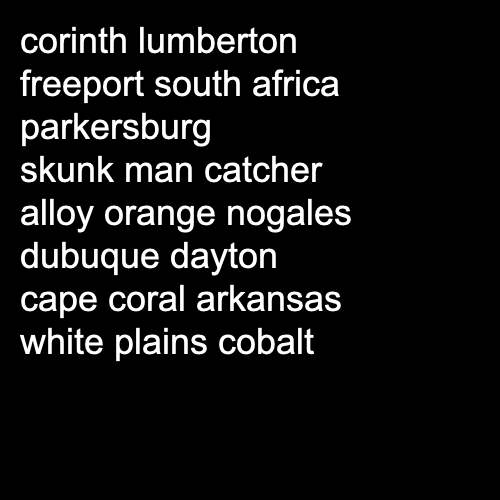 corinth lumberton
freeport south africa
parkersburg
skunk man catcher
alloy orange nogales
dubuque dayton
cape coral arkansas
white plains cobalt